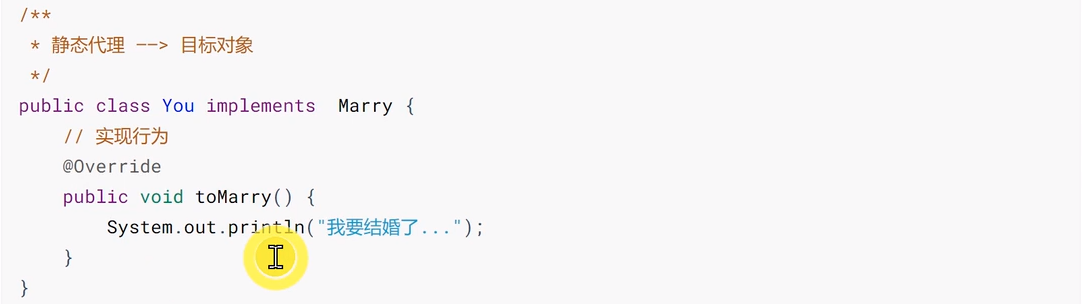 /**
 * 静态代理 --> 目标对象
 */
public class You implements  Marry {
    // 实现行为
    @Override
    public void toMarry() {
        System.out.println("我要结婚了...");
    }
}